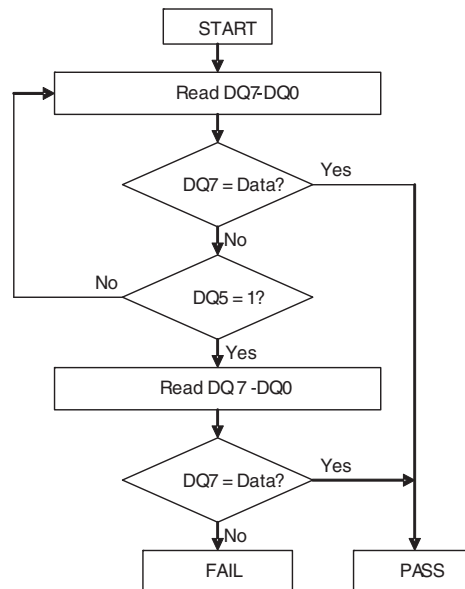 START
Read DQ7-DQ0
DQ7 = Data?
Yes
No
No
DQ5 = 1?
Yes
Read DQ 7 -DQ0
DQ7 = Data?
Yes
No
FAIL
PASS